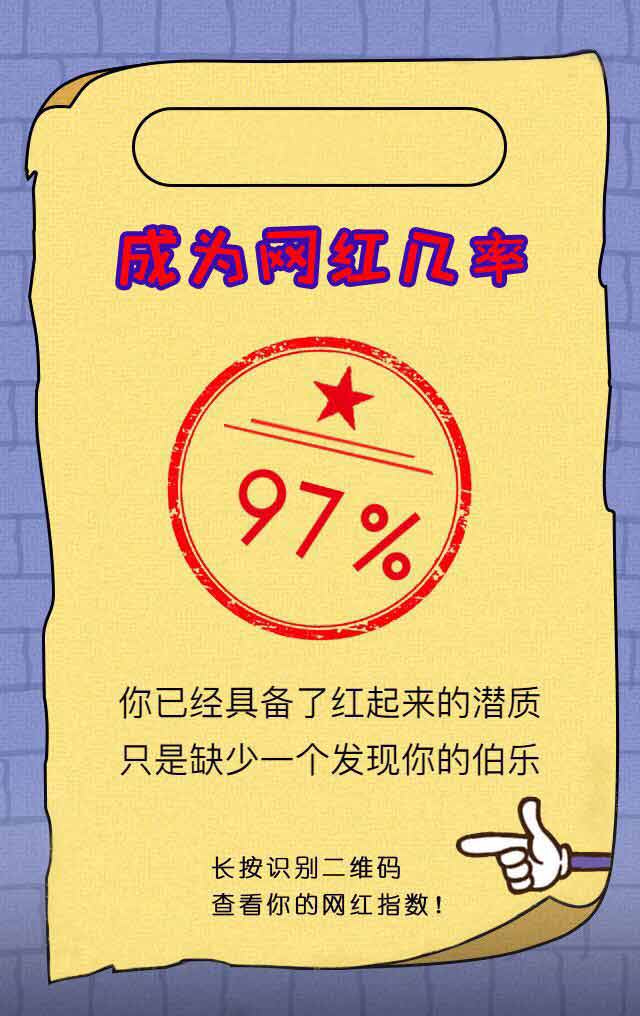 成为网红几率
97%
你已经具备了红起来的潜质
只是缺少一个发现你的伯乐
长按识别二维码
查看你的网红指数!